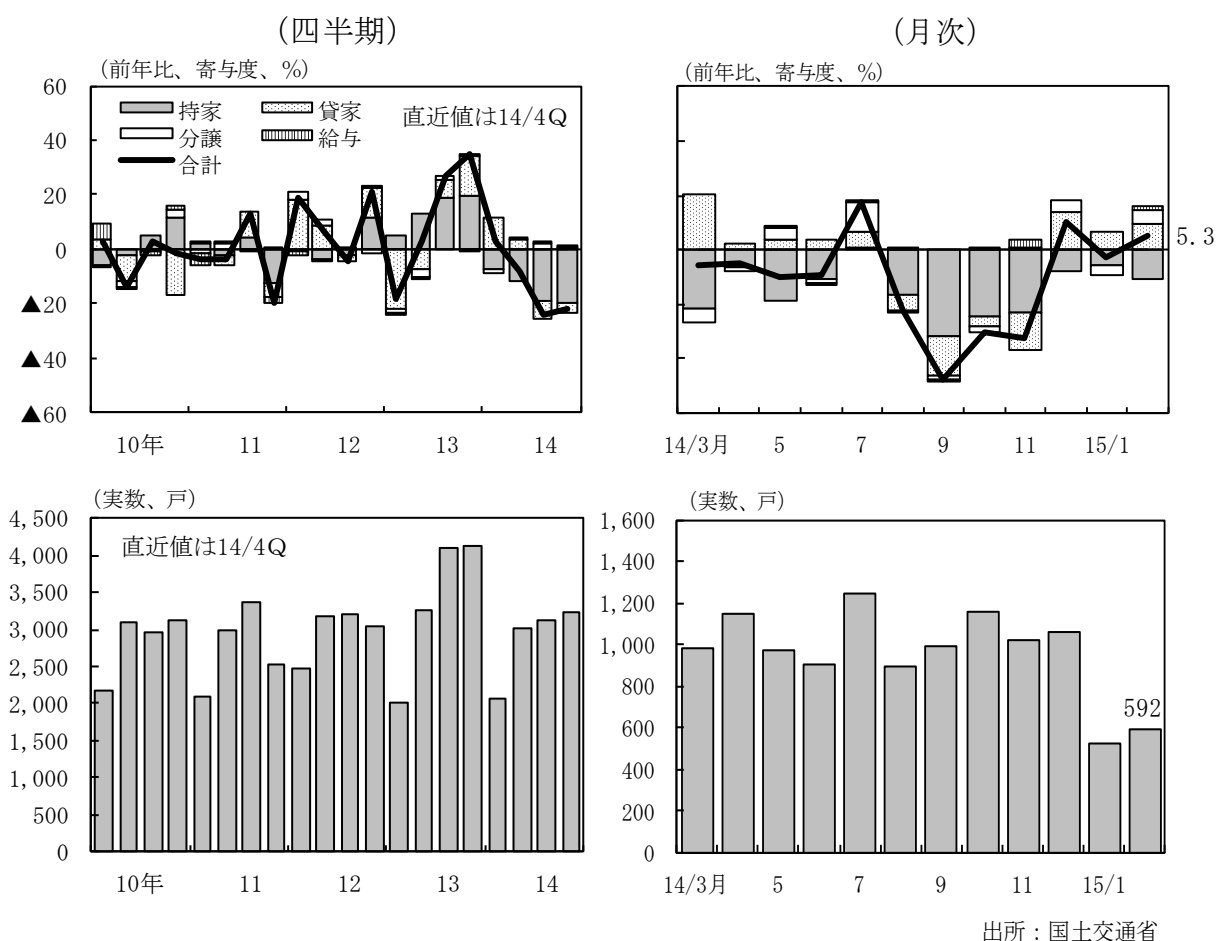 (四半期)
(前年比、寄与度、%)
60
40
20
0
▲20
▲40
▲60
持家
貸家
分譲
給与
合計
直近値は14/4Q
10年 11 12 13 14
(月次)
(前年比、寄与度、%)
5.3
14/3月 5 7 9 11 15/1
(実数、戸)
4,500
4,000
3,500
3,000
2,500
2,000
1,500
1,000
500
0
直近値は14/4Q
10年 11 12 13 14
(実数、戸)
1,600
1,400
1,200
1,000
800
600
400
200
0
592
14/3月 5 7 9 11 15/1
出所：国土交通省